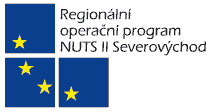 Regionální
operační program
NUTS II Severovýchod